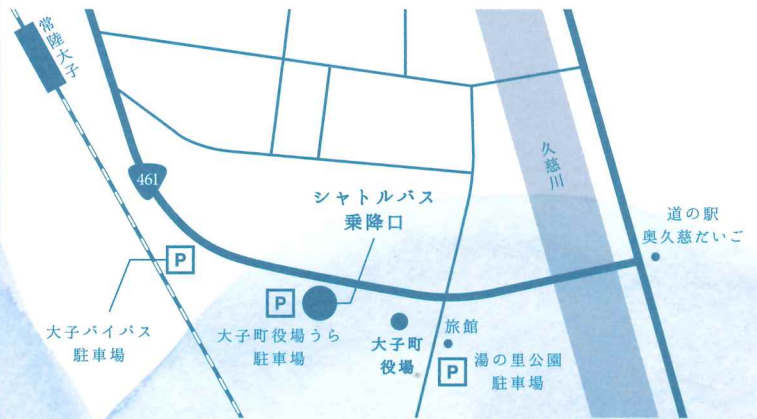 常陸大子
461
久慈川
シャトルバス
乗降口
道の駅
奥久慈だいご
P
P
大子バイパス
駐車場
大子町役場うら
駐車場
大子町
役場
旅館
P
湯の里公園
駐車場